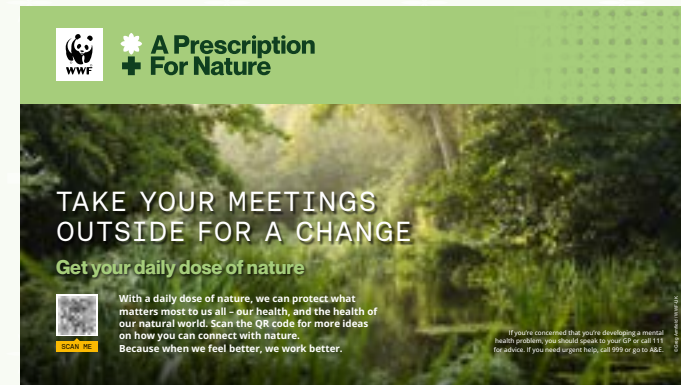 WWF
A Prescription
For Nature
TAKE YOUR MEETINGS
OUTSIDE FOR A CHANGE
Get your daily dose of nature
With a daily dose of nature, we can protect what
matters most to us all – our health, and the health of
our natural world. Scan the QR code for more ideas
on how you can connect with nature.
Because when we feel better, we work better.
SCAN ME
If you're concerned that you're developing a mental
health problem, you should speak to your GP or call 111
for advice. If you need urgent help, call 999 or go to A&E.